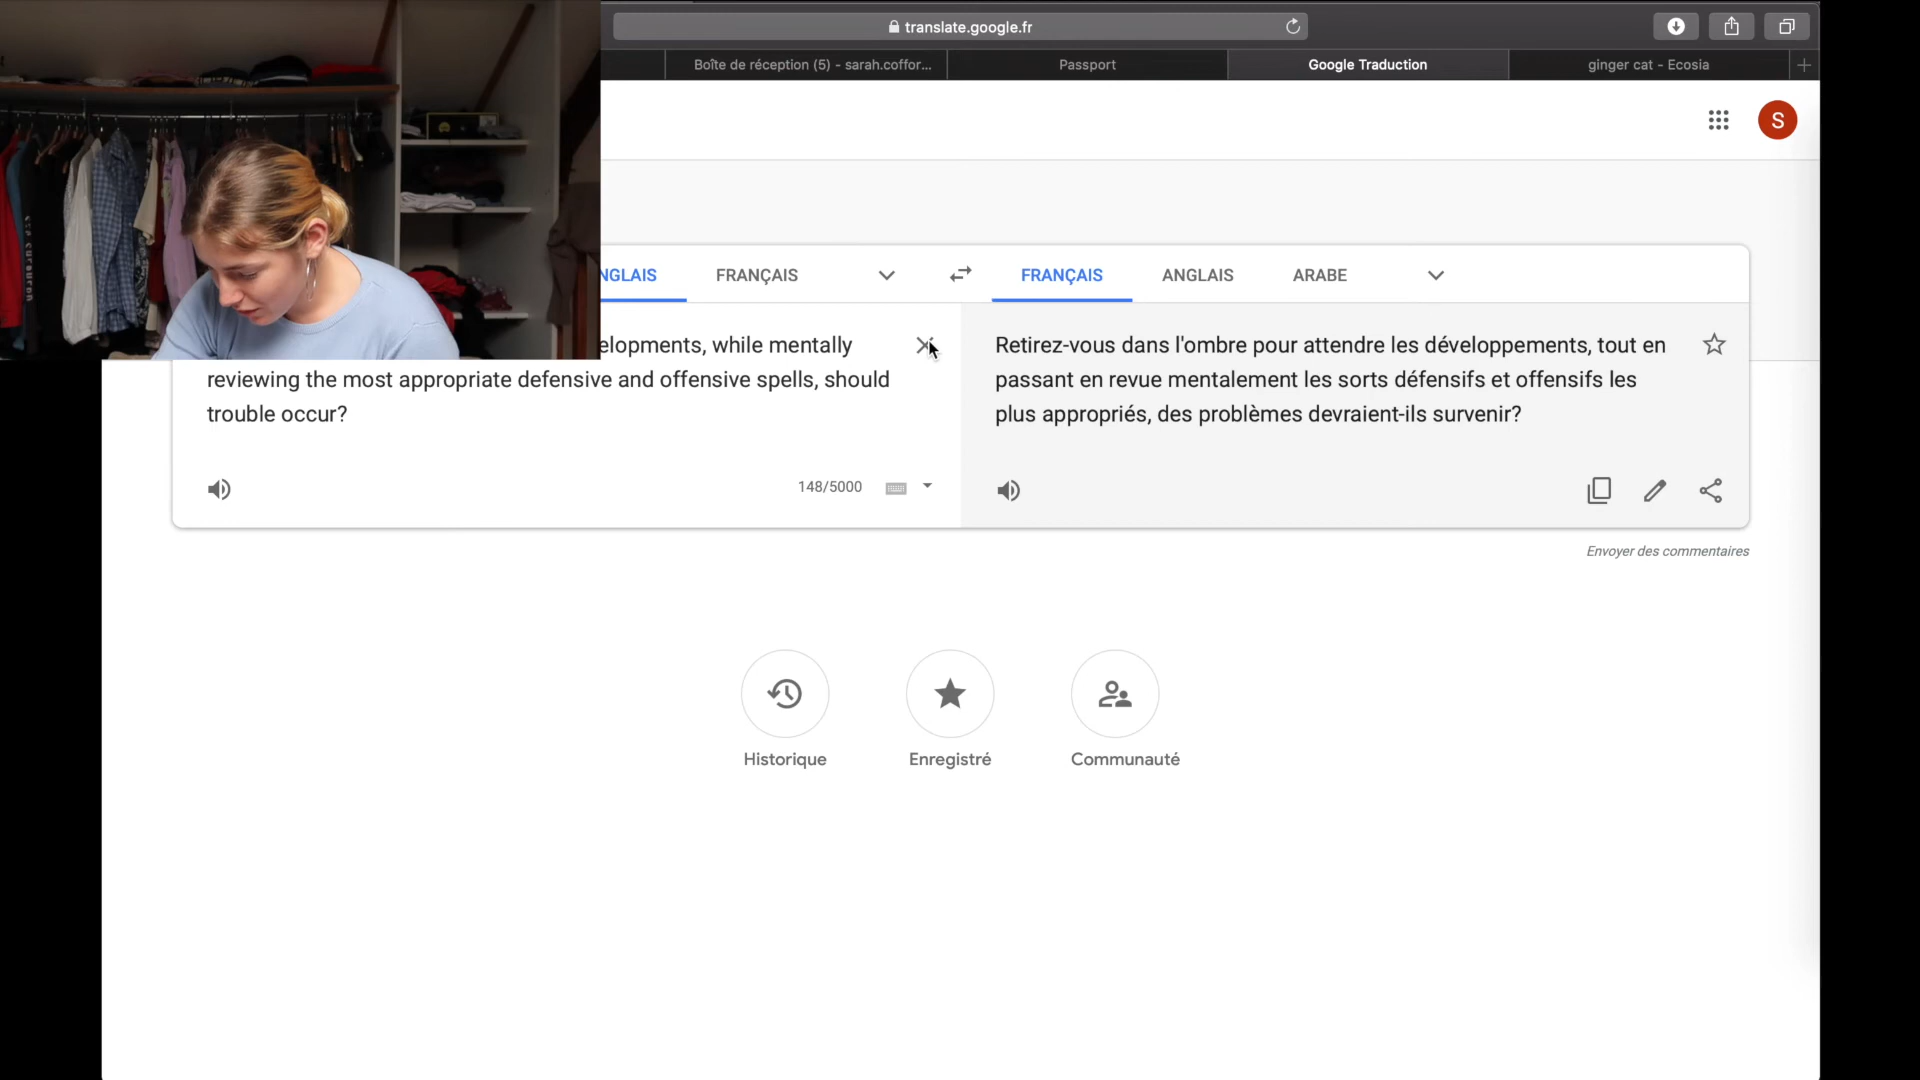 translate.google.fr
Boîte de réception (5) - sarah.coffor...
Passport
Google Traduction
ginger cat - Ecosia
S
NGLAIS
FRANÇAIS
FRANÇAIS
ANGLAIS
ARABE
elopments, while mentally
reviewing the most appropriate defensive and offensive spells, should
trouble occur?
148/5000
Retirez-vous dans l'ombre pour attendre les développements, tout en
passant en revue mentalement les sorts défensifs et offensifs les
plus appropriés, des problèmes devraient-ils survenir?
Envoyer des commentaires
Historique
Enregistré
Communauté